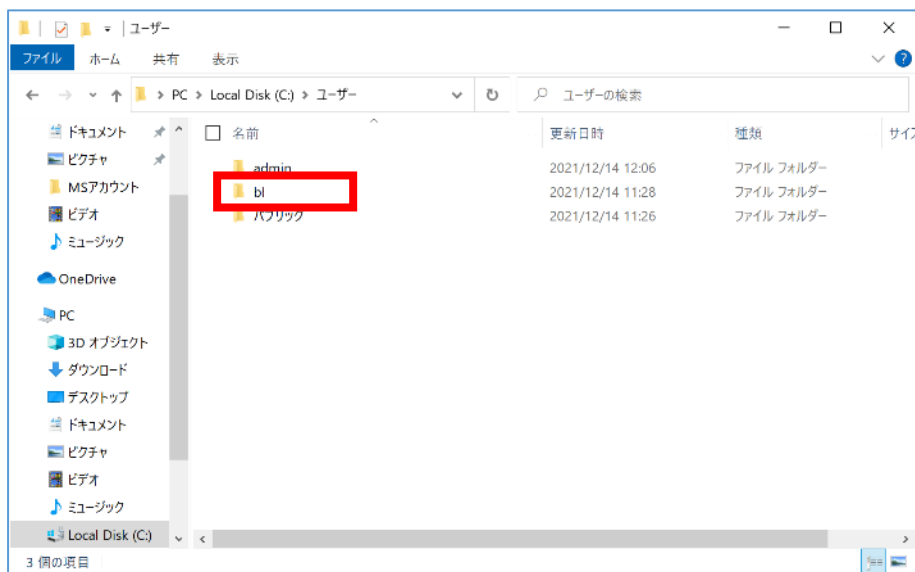 ユーザー
ファイル ホーム 共有 表示
PC > Local Disk (C:) > ユーザー ユーザーの検索
名前 更新日時 種類 サイズ
admin 2021/12/14 12:06 ファイル フォルダー
bl 2021/12/14 11:28 ファイル フォルダー
パブリック 2021/12/14 11:26 ファイル フォルダー
ドキュメント
ピクチャ
MSアカウント
ビデオ
ミュージック
OneDrive
PC
3D オブジェクト
ダウンロード
デスクトップ
ドキュメント
ピクチャ
ビデオ
ミュージック
Local Disk (C:)
3 個の項目